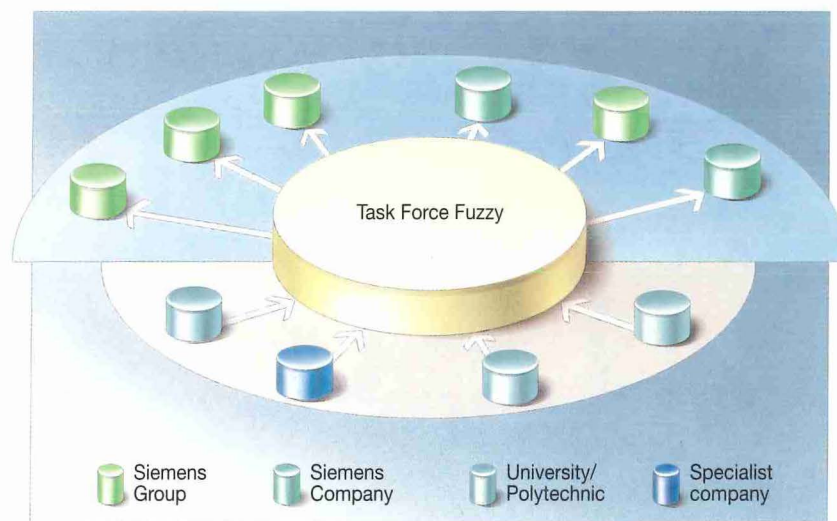 Task Force Fuzzy
Siemens
Group
Siemens
Company
University/
Polytechnic
Specialist
company